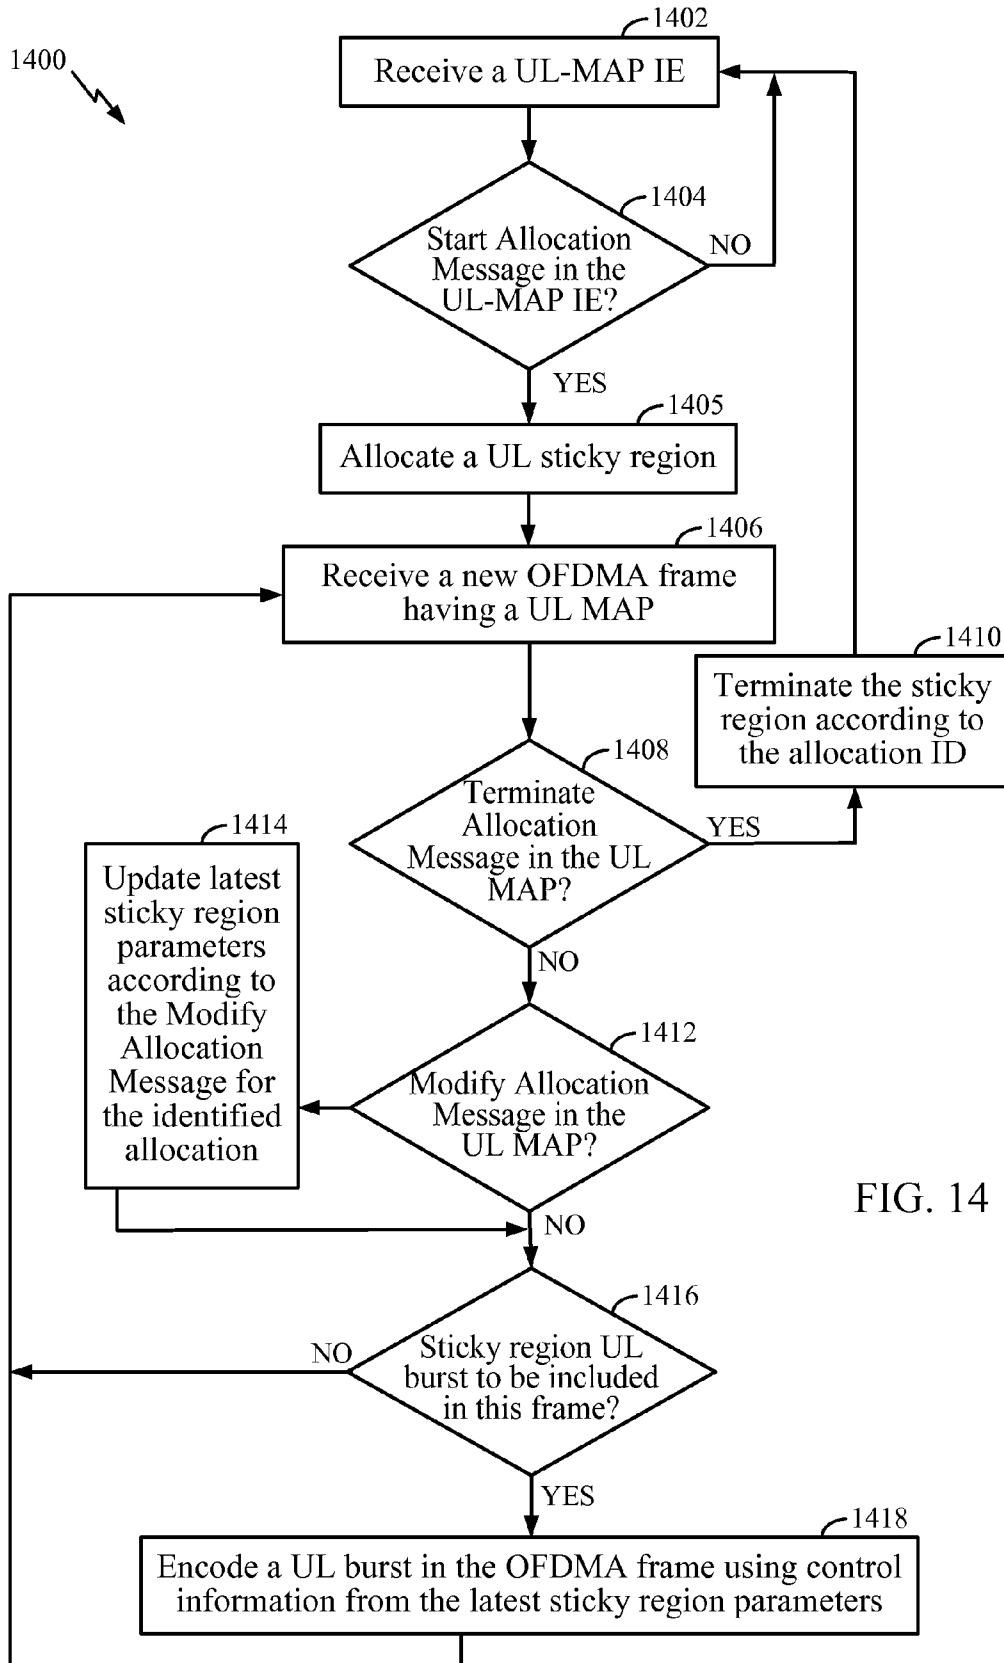 1400
1402
Receive a UL-MAP IE
1404
Start Allocation
Message in the
UL-MAP IE?
NO
YES
1405
Allocate a UL sticky region
1406
Receive a new OFDMA frame
having a UL MAP
1410
Terminate the sticky
region according to
the allocation ID
1408
Terminate
Allocation
Message in the UL
MAP?
YES
NO
1414
Update latest
sticky region
parameters
according to
the Modify
Allocation
Message for
the identified
allocation
1412
Modify Allocation
Message in the
UL MAP?
NO
FIG. 14
1416
Sticky region UL
burst to be included
in this frame?
NO
YES
1418
Encode a UL burst in the OFDMA frame using control
information from the latest sticky region parameters